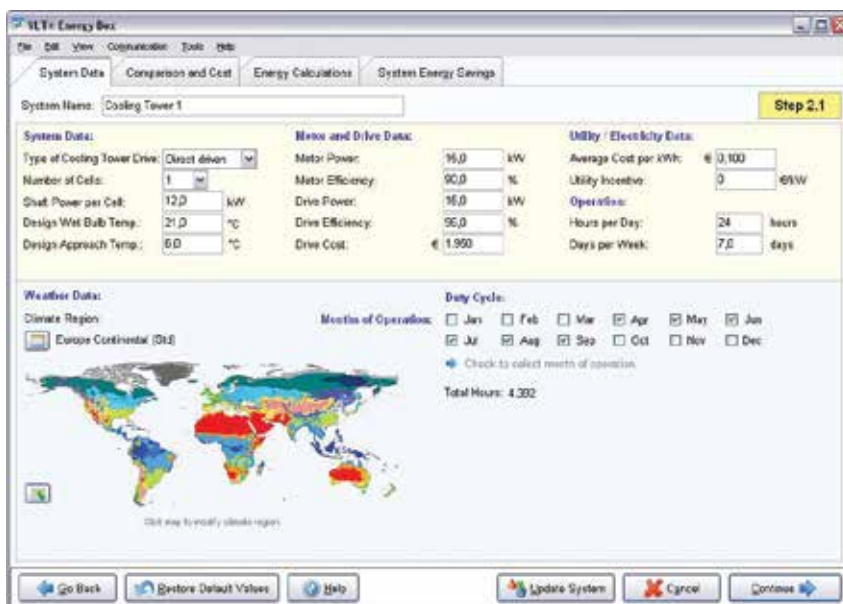 VLT® Energy Box
File Edit View Communication Tools Help
System Data Comparison and Cost Energy Calculations System Energy Savings
System Name: Cooling Tower 1
Step 2.1
System Data:
Type of Cooling Tower Drive: Direct driven
Number of Cells: 1
Shaft Power per Cell: 12,0 kW
Design Wet Bulb Temp.: 21,0 °C
Design Approach Temp.: 6,0 °C
Motor and Drive Data:
Motor Power: 15,0 kW
Motor Efficiency: 90,0 %
Drive Power: 15,0 kW
Drive Efficiency: 96,0 %
Drive Cost: € 1.950
Utility / Electricity Data:
Average Cost per kWh: € 0,100
Utility Incentive: 0 €/kW
Operation:
Hours per Day: 24 hours
Days per Week: 7,0 days
Weather Data:
Climate Region:
Europe Continental (Std)
Click map to modify climate region
Duty Cycle:
Months of Operation: Jan Feb Mar Apr May Jun
Jul Aug Sep Oct Nov Dec
Check to select month of operation
Total Hours: 4.392
Go Back Restore Default Values Help Update System Cancel Continue